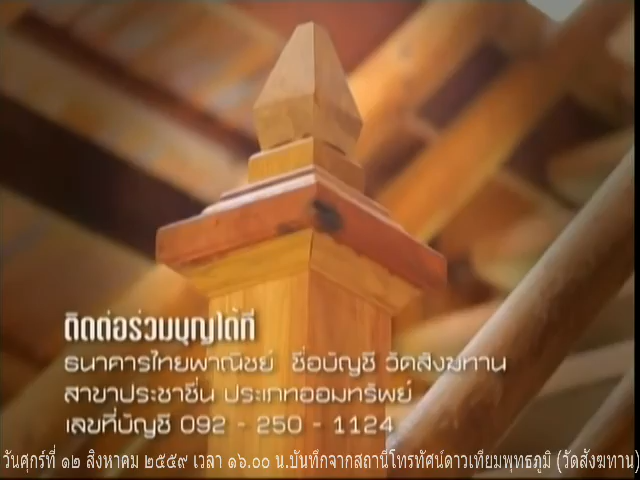 ติดต่อร่วมบุญได้ที่
ธนาคารไทยพาณิชย์ ชื่อบัญชี วัดสังฆทาน
สาขาประชาชื่น ประเภทออมทรัพย์
เลขที่บัญชี 092 - 250 - 1124
วันศุกร์ที่ ๑๒ สิงหาคม ๒๕๕๙ เวลา ๑๖.๐๐ น.บันทึกจากสถานีโทรทัศน์ดาวเทียมพุทธภูมิ (วัดสังฆทาน)